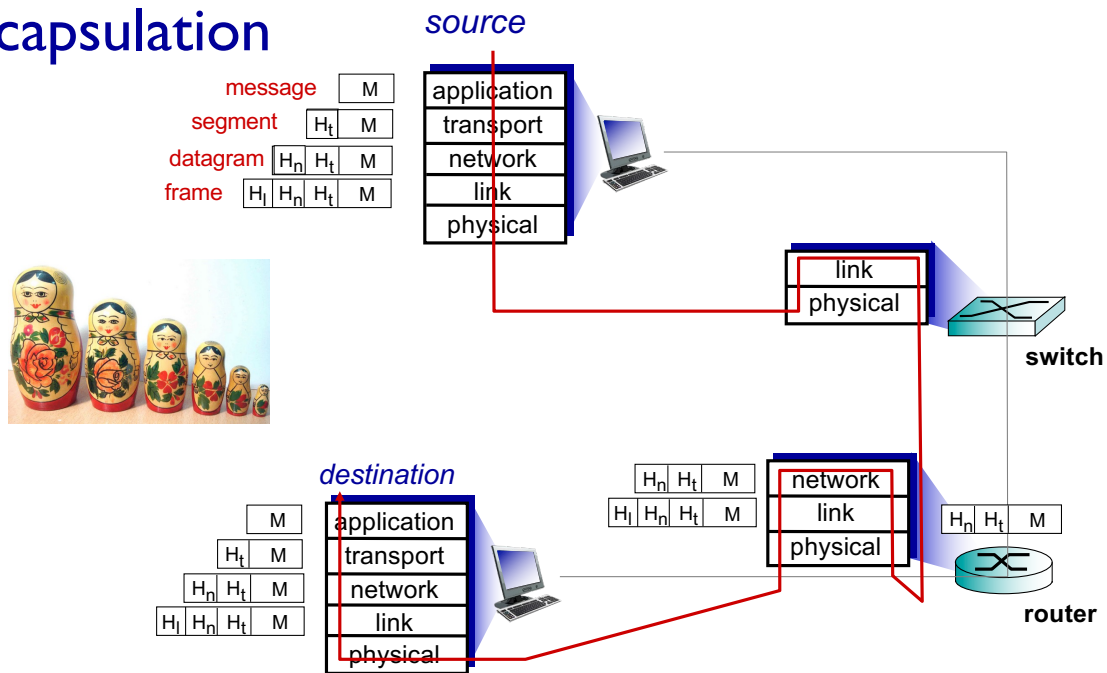 capsulation
source
message M
segment Ht M
datagram Hn Ht M
frame Hl Hn Ht M
application
transport
network
link
physical
link
physical
switch
destination
M
Ht M
Hn Ht M
Hl Hn Ht M
application
transport
network
link
physical
Hn Ht M
Hl Hn Ht M
network
link
physical
Hn Ht M
router